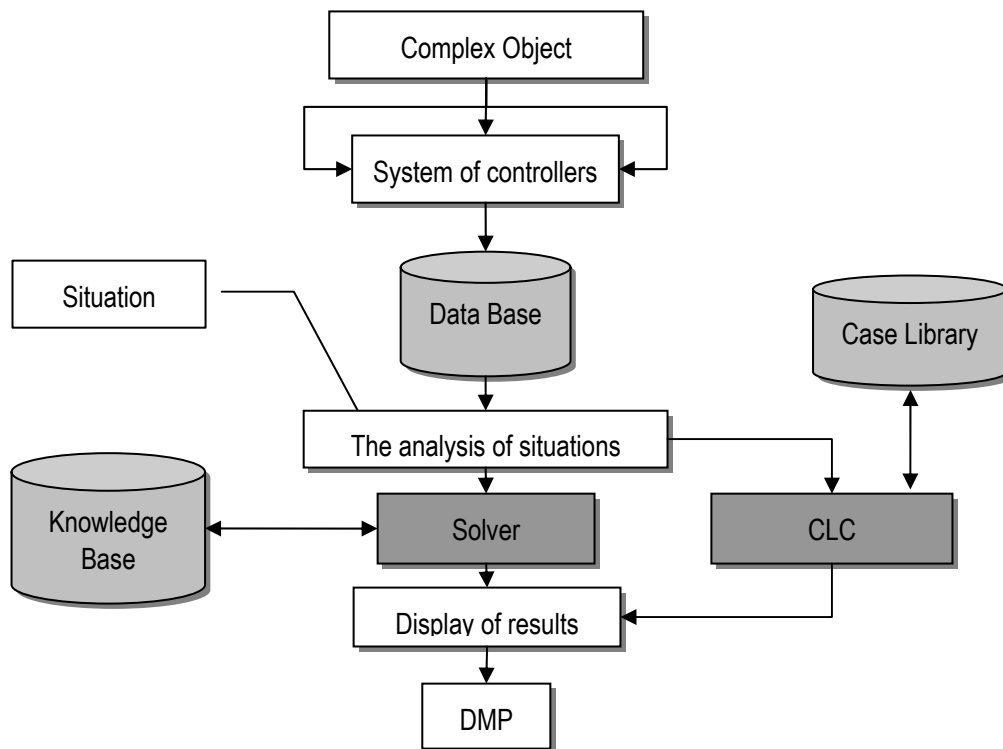 Complex Object
System of controllers
Situation
Data Base
Case Library
The analysis of situations
Knowledge
Base
Solver
CLC
Display of results
DMP